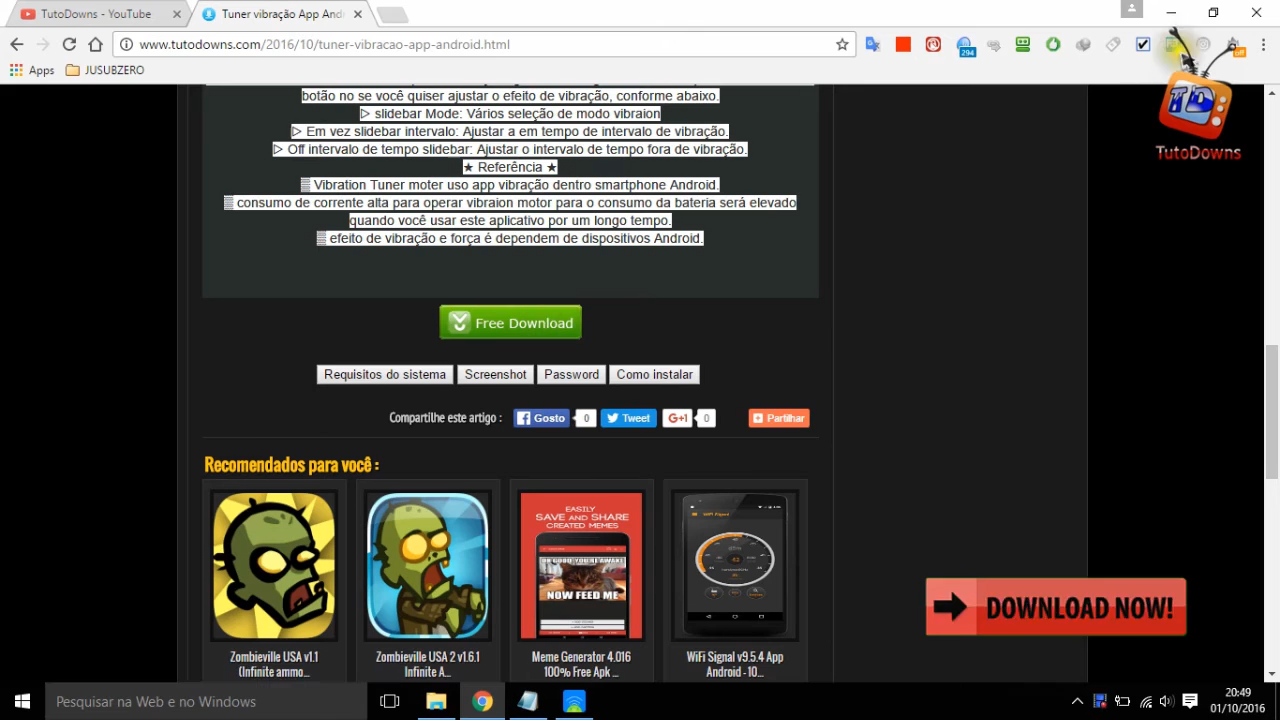 TutoDowns - YouTube
Tuner vibração App And
www.tutodowns.com/2016/10/tuner-vibracao-app-android.html
294
off
Apps
JUSUBZERO
TD
TutoDowns
botão no se você quiser ajustar o efeito de vibração, conforme abaixo.
▷ slidebar Mode: Vários seleção de modo vibraion
▷ Em vez slidebar intervalo: Ajustar a em tempo de intervalo de vibração.
▷ Off intervalo de tempo slidebar: Ajustar o intervalo de tempo fora de vibração.
★ Referência ★
▒ Vibration Tuner moter uso app vibração dentro smartphone Android.
▒ consumo de corrente alta para operar vibraion motor para o consumo da bateria será elevado
quando você usar este aplicativo por um longo tempo.
▒ efeito de vibração e força é dependem de dispositivos Android.
Free Download
Requisitos do sistema
Screenshot
Password
Como instalar
Compartilhe este artigo :
Gosto
0
Tweet
G+1
0
Partilhar
Recomendados para você :
EASILY
SAVE AND SHARE
CREATED MEMES
NOW FEED ME
WiFi Signal
DOWNLOAD NOW!
Zombieville USA v1.1
(Infinite ammo...
Zombieville USA 2 v1.6.1
Infinite A...
Meme Generator 4.016
100% Free Apk ...
WiFi Signal v9.5.4 App
Android - 10...
Pesquisar na Web e no Windows
20:49
01/10/2016